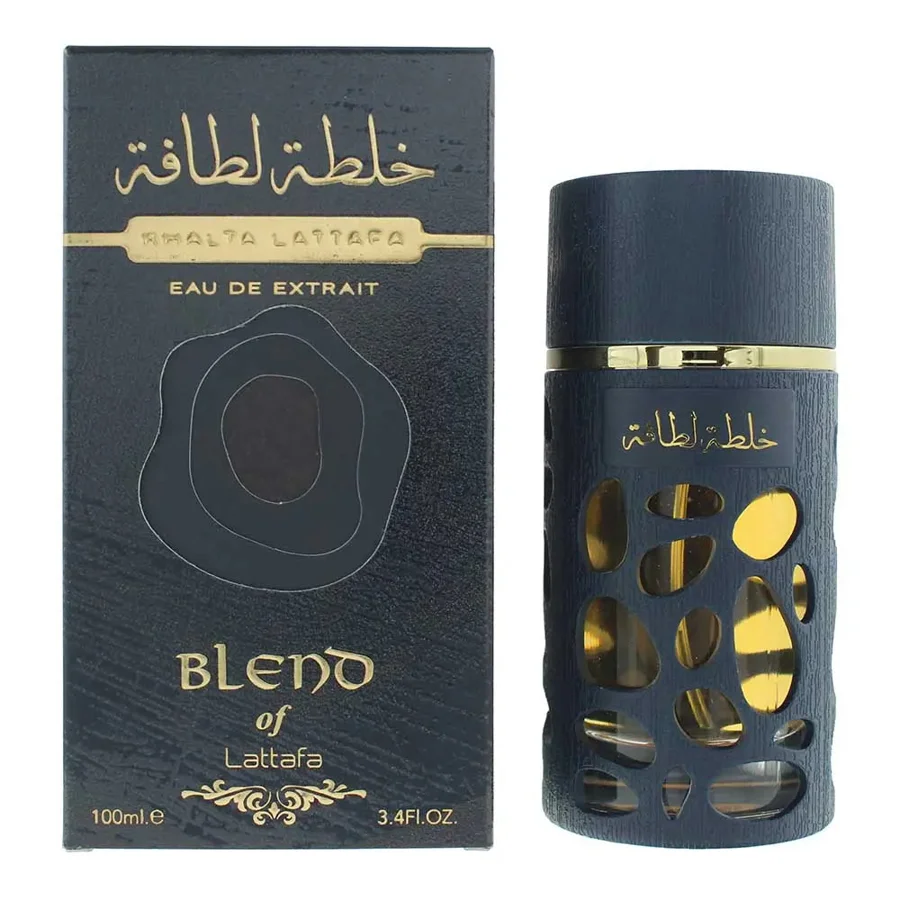 خلطة لطافة
KHALTA LATTAFA
EAU DE EXTRAIT
BLEND
of
Lattafa
100ml.e
3.4Fl.OZ.
خلطة لطافة